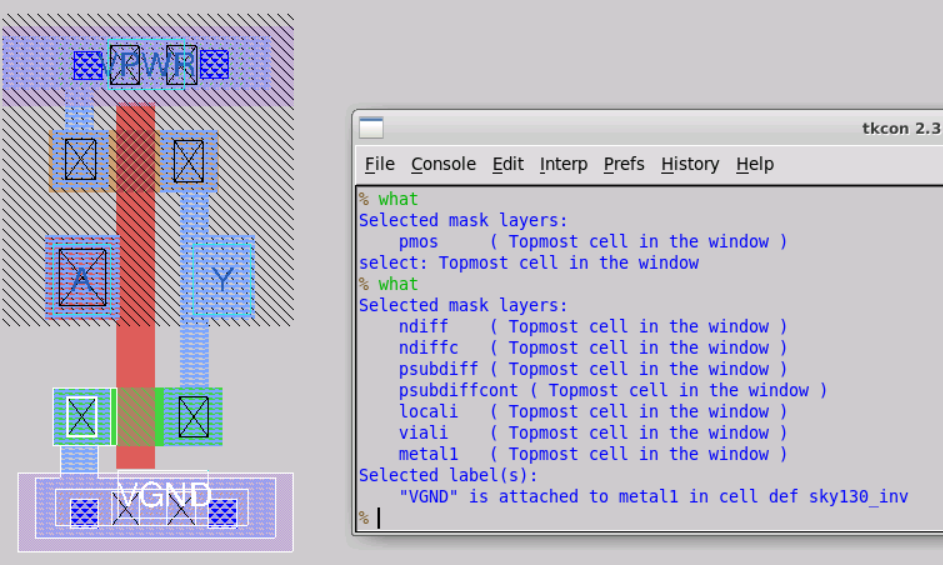 VPWR
A
Y
VGND
tkcon 2.3
File Console Edit Interp Prefs History Help
% what
Selected mask layers:
    pmos     ( Topmost cell in the window )
select: Topmost cell in the window
% what
Selected mask layers:
    ndiff    ( Topmost cell in the window )
    ndiffc   ( Topmost cell in the window )
    psubdiff ( Topmost cell in the window )
    psubdiffcont ( Topmost cell in the window )
    locali   ( Topmost cell in the window )
    viali    ( Topmost cell in the window )
    metal1   ( Topmost cell in the window )
Selected label(s):
    "VGND" is attached to metal1 in cell def sky130_inv
%